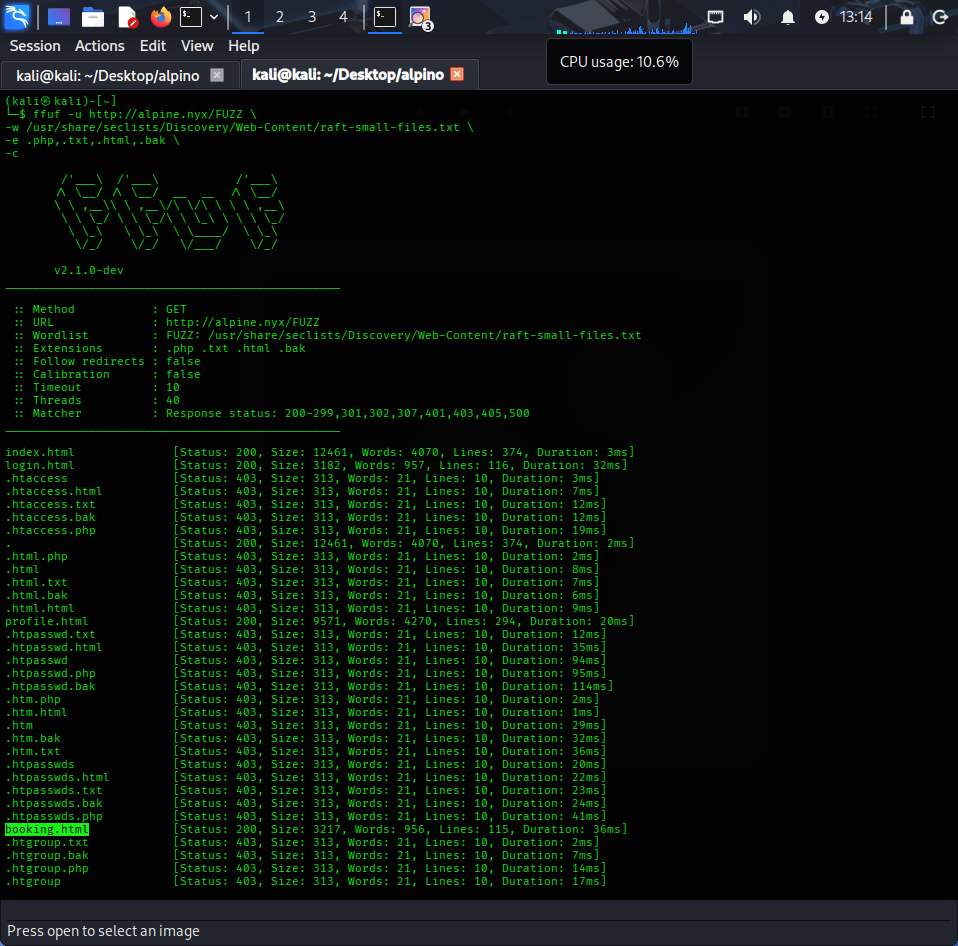 1 2 3 4 3 13:14
Session Actions Edit View Help
CPU usage: 10.6%
kali@kali: ~/Desktop/alpino kali@kali: ~/Desktop/alpino
(kali㉿kali)-[~]
└─$ ffuf -u http://alpine.nyx/FUZZ \
-w /usr/share/seclists/Discovery/Web-Content/raft-small-files.txt \
-e .php,.txt,.html,.bak \
-c
        /'___\  /'___\           /'___\
       /\ \__/ /\ \__/  __  __  /\ \__/
       \ \ ,__\\ \ ,__\/\ \/\ \ \ \ ,__\
        \ \ \_/ \ \ \_/\ \ \_\ \ \ \ \_/
         \ \_\   \ \_\  \ \____/  \ \_\
          \/_/    \/_/   \/___/    \/_/
v2.1.0-dev
________________________________________________
:: Method : GET
:: URL : http://alpine.nyx/FUZZ
:: Wordlist : FUZZ: /usr/share/seclists/Discovery/Web-Content/raft-small-files.txt
:: Extensions : .php .txt .html .bak
:: Follow redirects : false
:: Calibration : false
:: Timeout : 10
:: Threads : 40
:: Matcher : Response status: 200-299,301,302,307,401,403,405,500
________________________________________________
index.html [Status: 200, Size: 12461, Words: 4070, Lines: 374, Duration: 3ms]
login.html [Status: 200, Size: 3182, Words: 957, Lines: 116, Duration: 32ms]
.htaccess [Status: 403, Size: 313, Words: 21, Lines: 10, Duration: 3ms]
.htaccess.html [Status: 403, Size: 313, Words: 21, Lines: 10, Duration: 7ms]
.htaccess.txt [Status: 403, Size: 313, Words: 21, Lines: 10, Duration: 12ms]
.htaccess.bak [Status: 403, Size: 313, Words: 21, Lines: 10, Duration: 12ms]
.htaccess.php [Status: 403, Size: 313, Words: 21, Lines: 10, Duration: 19ms]
. [Status: 200, Size: 12461, Words: 4070, Lines: 374, Duration: 2ms]
.html.php [Status: 403, Size: 313, Words: 21, Lines: 10, Duration: 2ms]
.html [Status: 403, Size: 313, Words: 21, Lines: 10, Duration: 8ms]
.html.txt [Status: 403, Size: 313, Words: 21, Lines: 10, Duration: 7ms]
.html.bak [Status: 403, Size: 313, Words: 21, Lines: 10, Duration: 6ms]
.html.html [Status: 403, Size: 313, Words: 21, Lines: 10, Duration: 9ms]
profile.html [Status: 200, Size: 9571, Words: 4270, Lines: 294, Duration: 20ms]
.htpasswd.txt [Status: 403, Size: 313, Words: 21, Lines: 10, Duration: 12ms]
.htpasswd.html [Status: 403, Size: 313, Words: 21, Lines: 10, Duration: 35ms]
.htpasswd [Status: 403, Size: 313, Words: 21, Lines: 10, Duration: 94ms]
.htpasswd.php [Status: 403, Size: 313, Words: 21, Lines: 10, Duration: 95ms]
.htpasswd.bak [Status: 403, Size: 313, Words: 21, Lines: 10, Duration: 114ms]
.htm.php [Status: 403, Size: 313, Words: 21, Lines: 10, Duration: 2ms]
.htm.html [Status: 403, Size: 313, Words: 21, Lines: 10, Duration: 1ms]
.htm [Status: 403, Size: 313, Words: 21, Lines: 10, Duration: 29ms]
.htm.bak [Status: 403, Size: 313, Words: 21, Lines: 10, Duration: 32ms]
.htm.txt [Status: 403, Size: 313, Words: 21, Lines: 10, Duration: 36ms]
.htpasswds [Status: 403, Size: 313, Words: 21, Lines: 10, Duration: 20ms]
.htpasswds.html [Status: 403, Size: 313, Words: 21, Lines: 10, Duration: 22ms]
.htpasswds.txt [Status: 403, Size: 313, Words: 21, Lines: 10, Duration: 23ms]
.htpasswds.bak [Status: 403, Size: 313, Words: 21, Lines: 10, Duration: 24ms]
.htpasswds.php [Status: 403, Size: 313, Words: 21, Lines: 10, Duration: 41ms]
booking.html [Status: 200, Size: 3217, Words: 956, Lines: 115, Duration: 36ms]
.htgroup.txt [Status: 403, Size: 313, Words: 21, Lines: 10, Duration: 2ms]
.htgroup.bak [Status: 403, Size: 313, Words: 21, Lines: 10, Duration: 7ms]
.htgroup.php [Status: 403, Size: 313, Words: 21, Lines: 10, Duration: 14ms]
.htgroup [Status: 403, Size: 313, Words: 21, Lines: 10, Duration: 17ms]
Press open to select an image